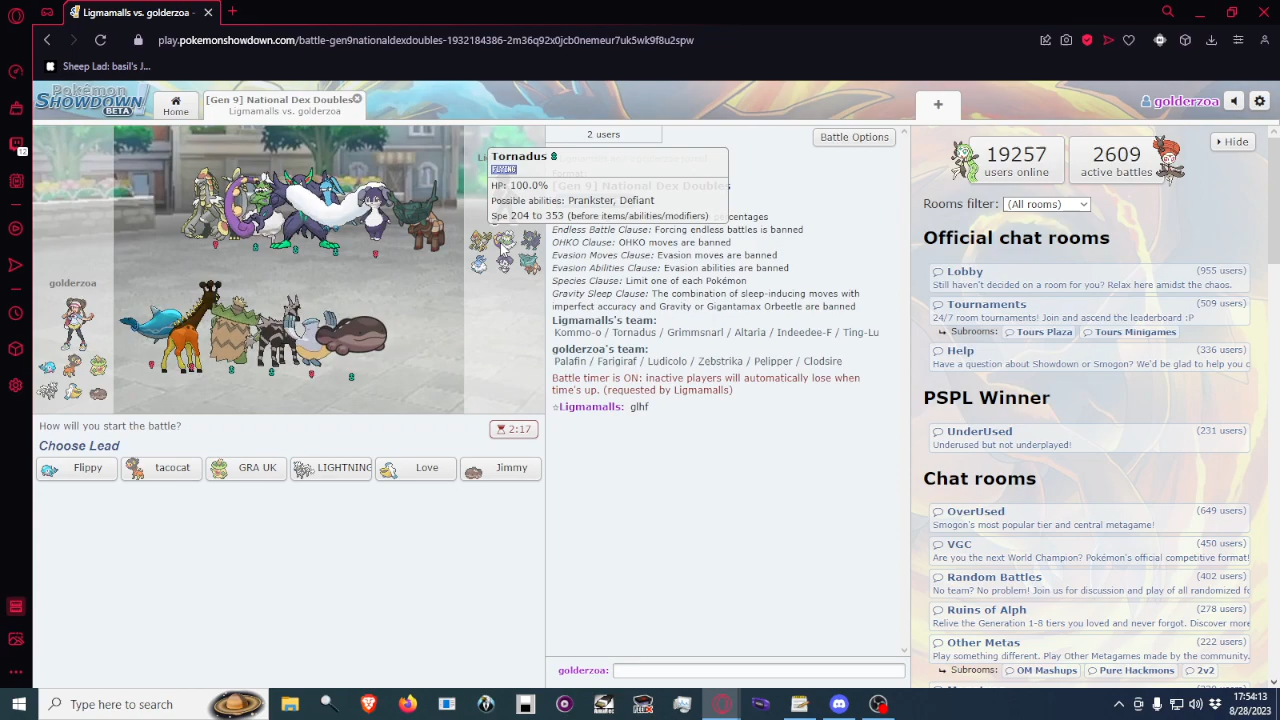 Ligmamalls vs. golderzoa -
play.pokemonshowdown.com/battle-gen9nationaldexdoubles-1932184386-2m36q92x0jcb0nemeur7uk5wk9f8u2spw
Sheep Lad: basil's J...
12
Pokémon
SHOWDOWN
BETA
Home
[Gen 9] National Dex Doubles
Ligmamalls vs. golderzoa
+
golderzoa
2 users
Battle Options
Tornadus
FLYING
HP: 100.0%
Possible abilities: Prankster, Defiant
Spe 204 to 353 (before items/abilities/modifiers)
Format:
[Gen 9] National Dex Doubles
percentages
Endless Battle Clause: Forcing endless battles is banned
OHKO Clause: OHKO moves are banned
Evasion Moves Clause: Evasion moves are banned
Evasion Abilities Clause: Evasion abilities are banned
Species Clause: Limit one of each Pokémon
Gravity Sleep Clause: The combination of sleep-inducing moves with
imperfect accuracy and Gravity or Gigantamax Orbeetle are banned
Ligmamalls's team:
Kommo-o / Tornadus / Grimmsnarl / Altaria / Indeedee-F / Ting-Lu
golderzoa's team:
Palafin / Farigiraf / Ludicolo / Zebstrika / Pelipper / Clodsire
Battle timer is ON: inactive players will automatically lose when
time's up. (requested by Ligmamalls)
☆Ligmamalls: glhf
golderzoa:
golderzoa
How will you start the battle?
2:17
Choose Lead
Flippy
tacocat
GRA UK
LIGHTNING
Love
Jimmy
19257
users online
2609
active battles
Hide
Rooms filter:
(All rooms)
Official chat rooms
Lobby
(955 users)
Still haven't decided on a room for you? Relax here amidst the chaos.
Tournaments
(509 users)
24/7 room tournaments! Join and ascend the leaderboard :P
Subrooms: Tours Plaza Tours Minigames
Help
(336 users)
Have a question about Showdown or Smogon? We'd be glad to help you o
PSPL Winner
UnderUsed
(231 users)
Underused but not underplayed!
Chat rooms
OverUsed
(649 users)
Smogon's most popular tier and central metagame!
VGC
(450 users)
Are you the next World Champion? Pokémon's official competitive format!
Random Battles
(402 users)
No team? No problem! Join us for discussion and play of all randomized fo
Ruins of Alph
(278 users)
Relive the Generation 1-8 tiers you loved and never forgot. Discover more
Other Metas
(222 users)
Play something different. Play Other Metagames made by the community.
Subrooms: OM Mashups Pure Hackmons 2v2
Type here to search
17:54:13
8/28/2023